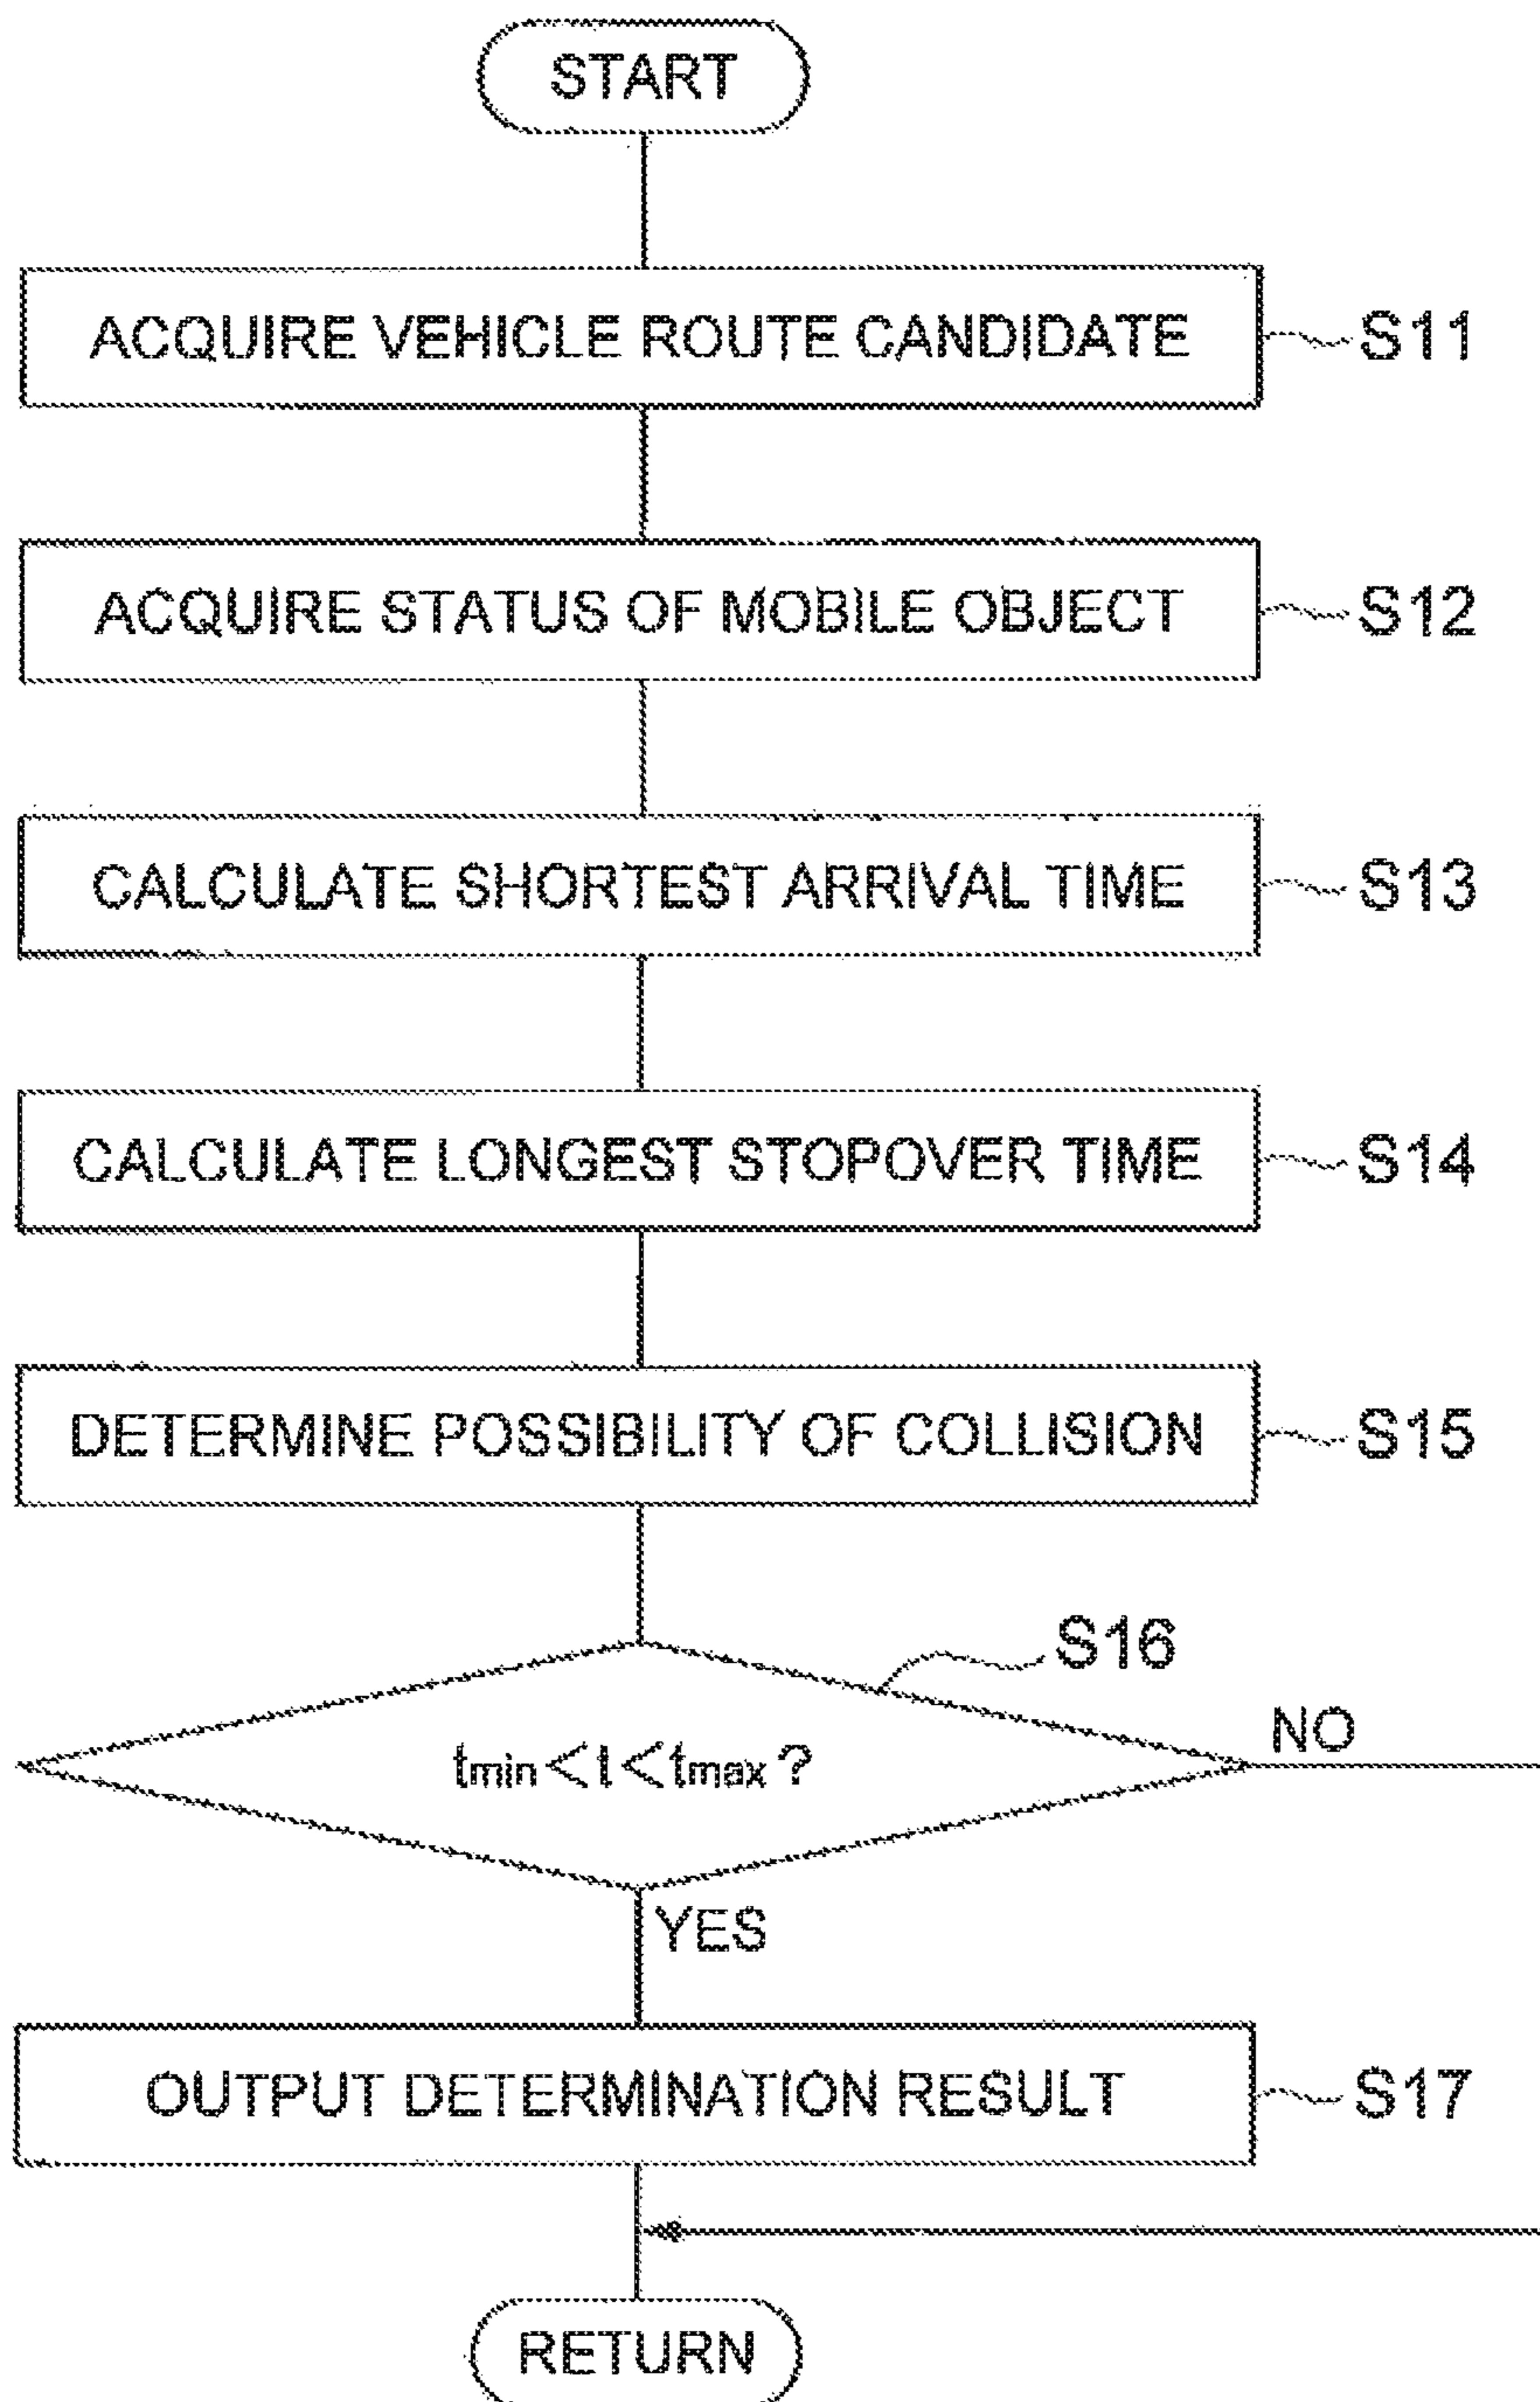 START
ACQUIRE VEHICLE ROUTE CANDIDATE
S11
ACQUIRE STATUS OF MOBILE OBJECT
S12
CALCULATE SHORTEST ARRIVAL TIME
S13
CALCULATE LONGEST STOPOVER TIME
S14
DETERMINE POSSIBILITY OF COLLISION
S15
S16
tmin<t<tmax?
NO
YES
OUTPUT DETERMINATION RESULT
S17
RETURN